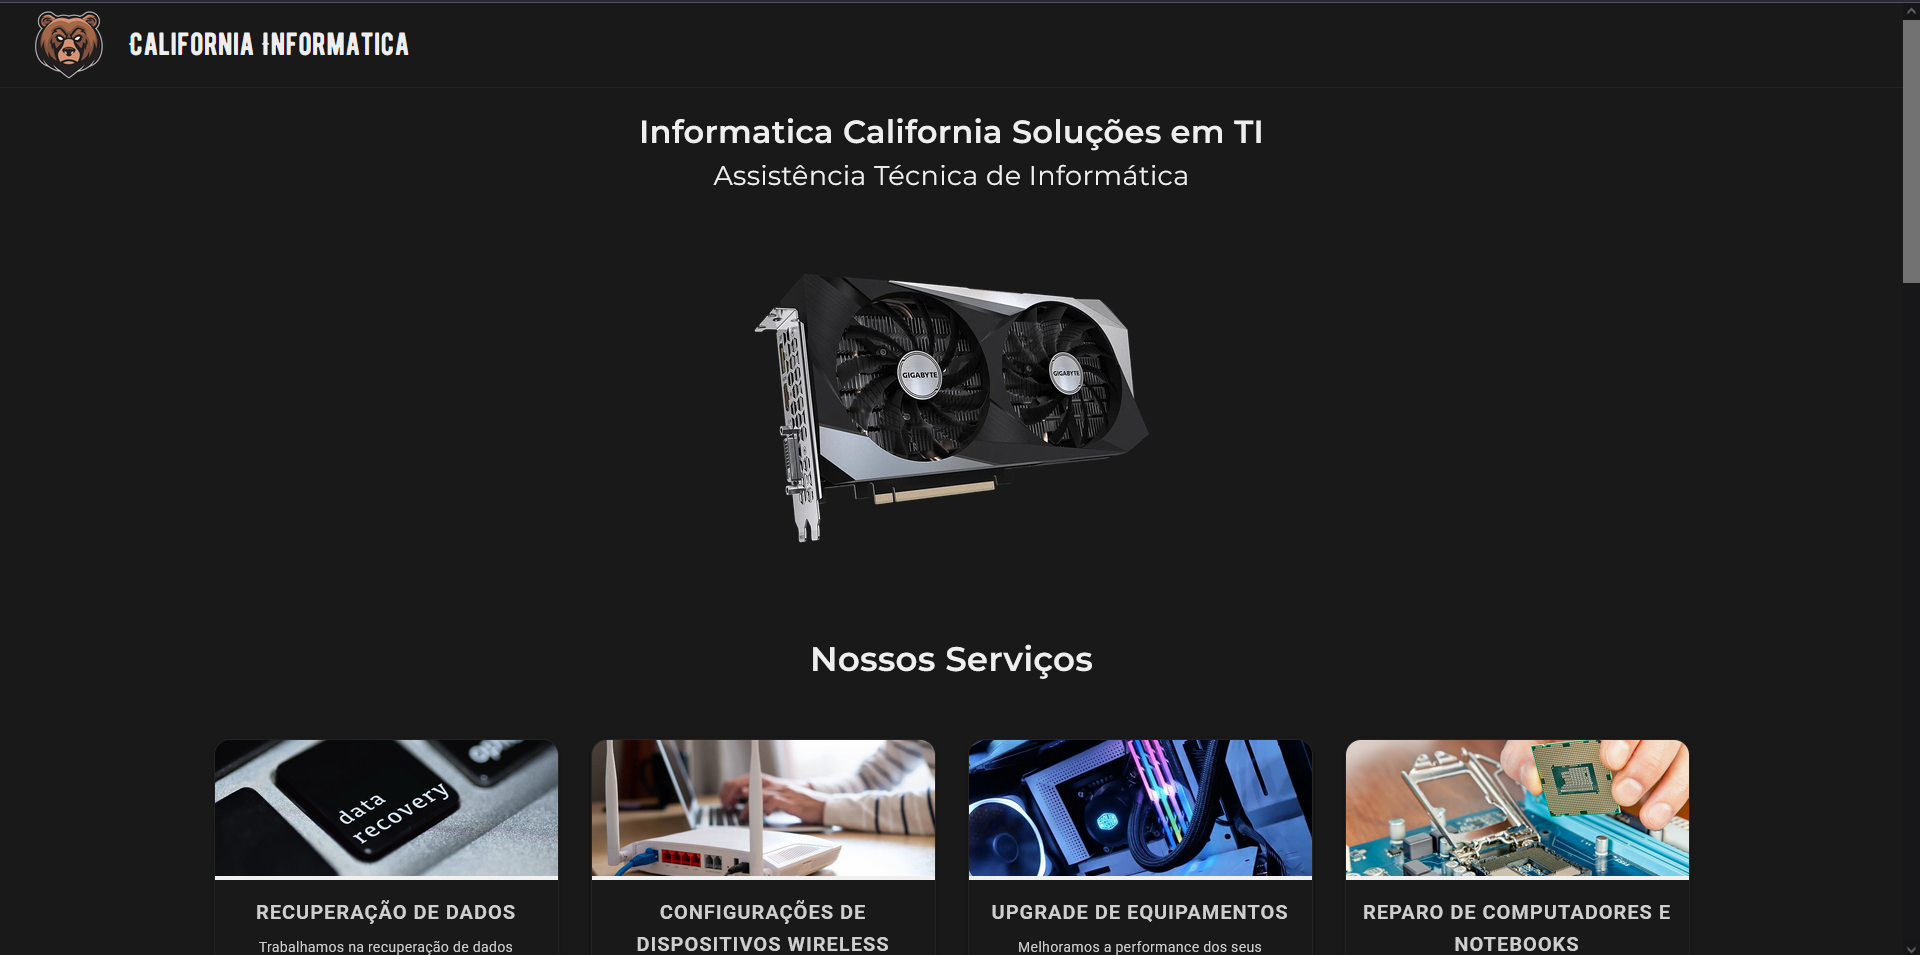 CALIFORNIA INFORMATICA
Informatica California Soluções em TI
Assistência Técnica de Informática
GIGABYTE
GIGABYTE
Nossos Serviços
data
recovery
RECUPERAÇÃO DE DADOS
Trabalhamos na recuperação de dados
CONFIGURAÇÕES DE
DISPOSITIVOS WIRELESS
UPGRADE DE EQUIPAMENTOS
Melhoramos a performance dos seus
REPARO DE COMPUTADORES E
NOTEBOOKS